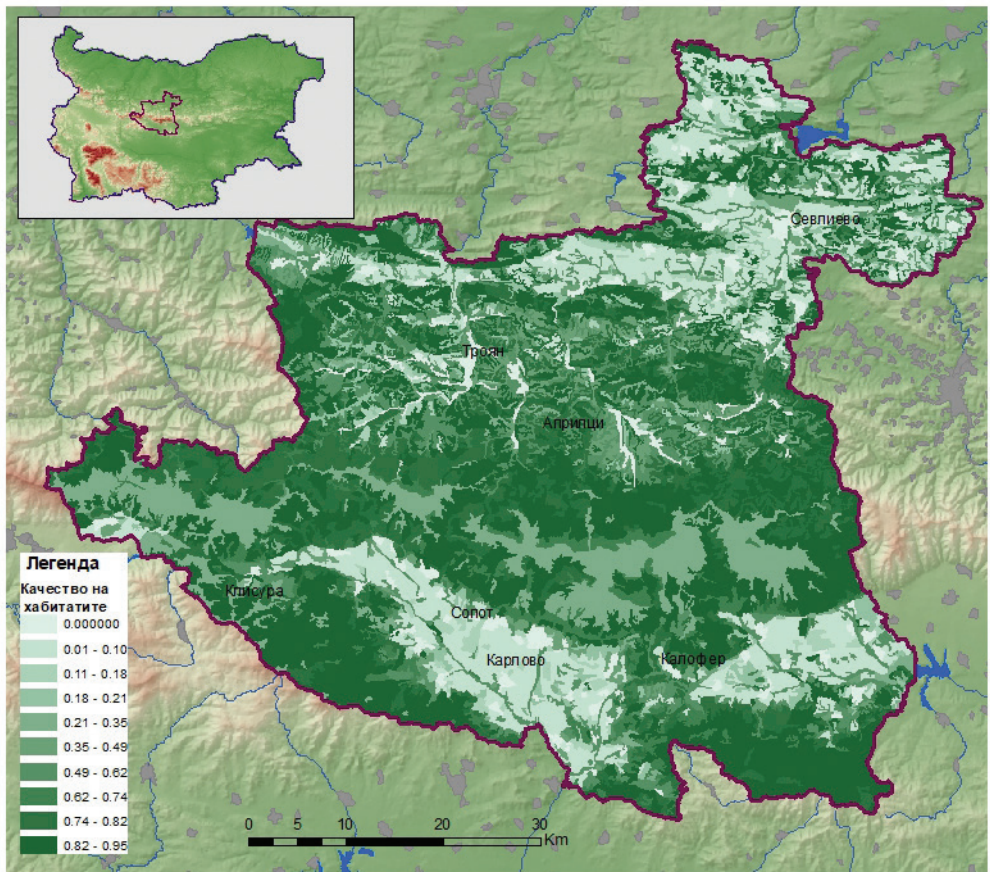 Севлиево
Троян
Априлци
Клисура
Сопот
Карлово
Калофер
Легенда
Качество на
хабитатите
0.000000
0.01 - 0.10
0.11 - 0.18
0.18 - 0.21
0.21 - 0.35
0.35 - 0.49
0.49 - 0.62
0.62 - 0.74
0.74 - 0.82
0.82 - 0.95
0 5 10 20 30
Km